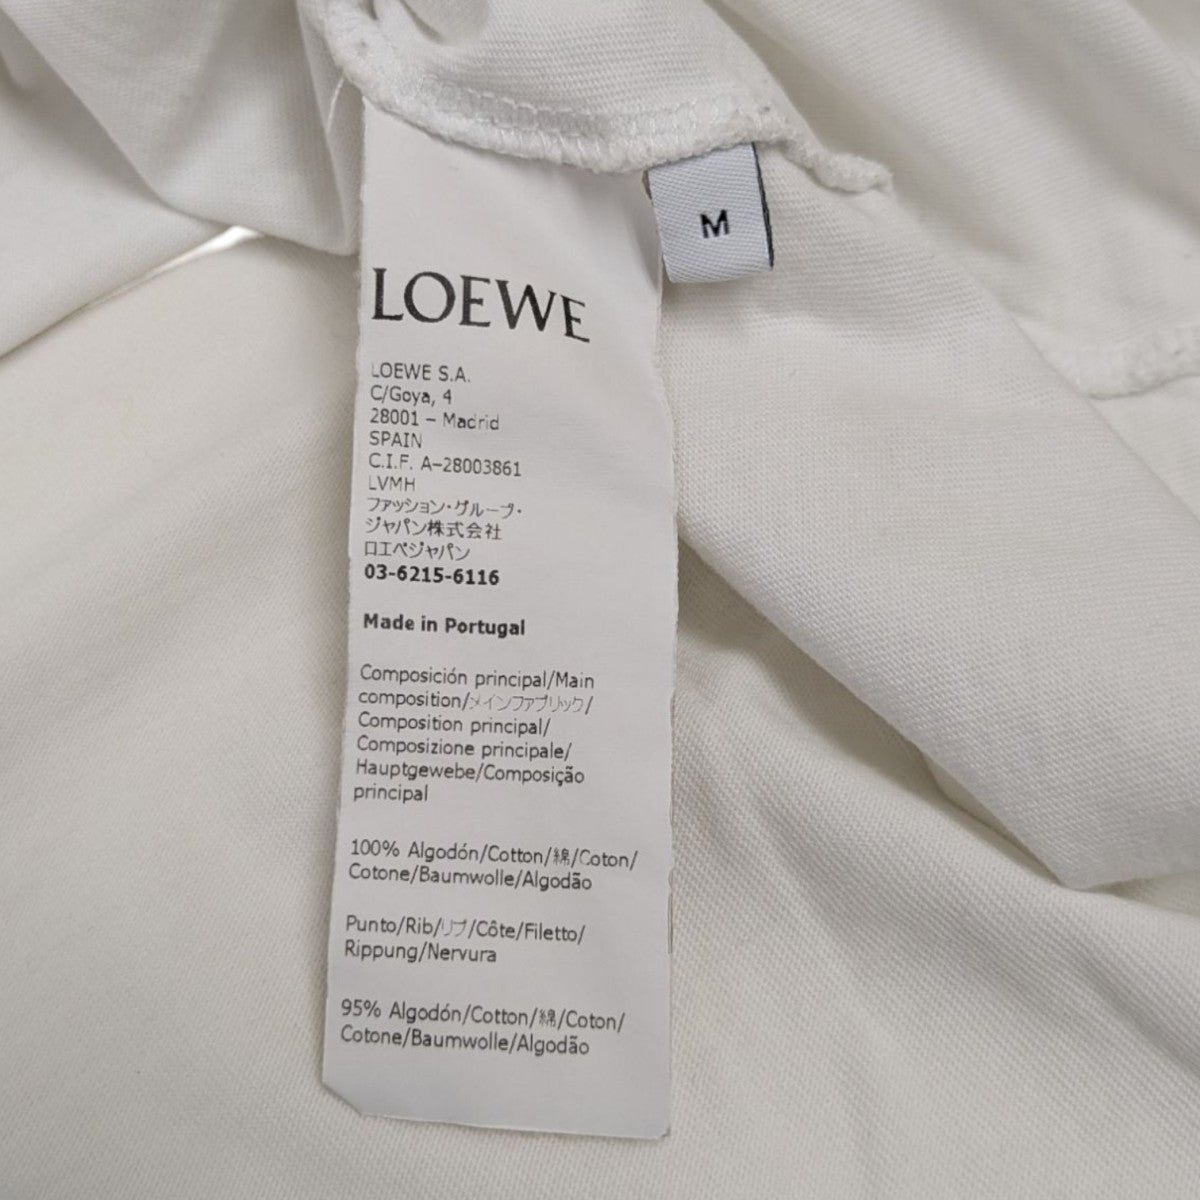 M
LOEWE
LOEWE S.A.
C/Goya, 4
28001 – Madrid
SPAIN
C.I.F. A-28003861
LVMH
ファッション・グループ・
ジャパン株式会社
ロエベジャパン
03-6215-6116
Made in Portugal
Composición principal/Main
composition/メインファブリック/
Composition principal/
Composizione principale/
Hauptgewebe/Composição
principal
100% Algodón/Cotton/綿/Coton/
Cotone/Baumwolle/Algodão
Punto/Rib/リブ/Côte/Filetto/
Rippung/Nervura
95% Algodón/Cotton/綿/Coton/
Cotone/Baumwolle/Algodão